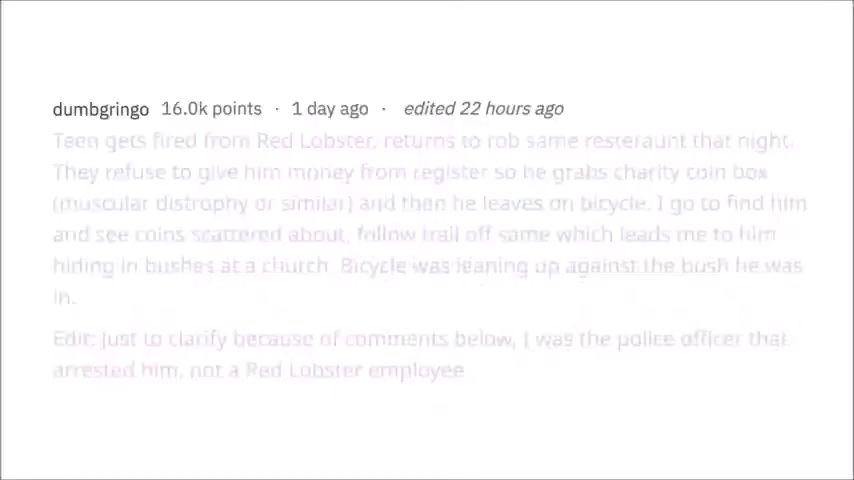 dumbgringo 16.0k points · 1 day ago · edited 22 hours ago
Teen gets fired from Red Lobster, returns to rob same resteraunt that night.
They refuse to give him money from register so he grabs charity coin box
(muscular distrophy or similar) and then he leaves on bicycle. I go to find him
and see coins scattered about, follow trail off same which leads me to him
hiding in bushes at a church. Bicycle was leaning up against the bush he was
in.
Edit: Just to clarify because of comments below, I was the police officer that
arrested him, not a Red Lobster employee